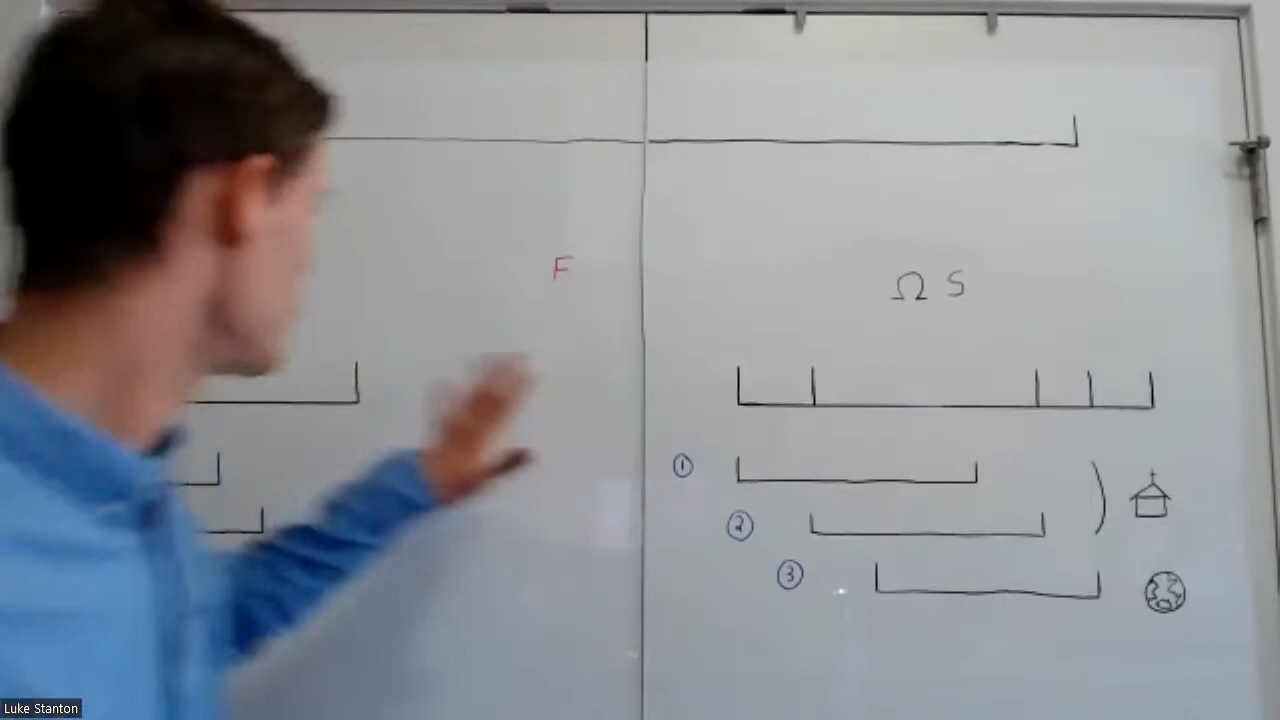 F
Ω S
①
②
③
Luke Stanton